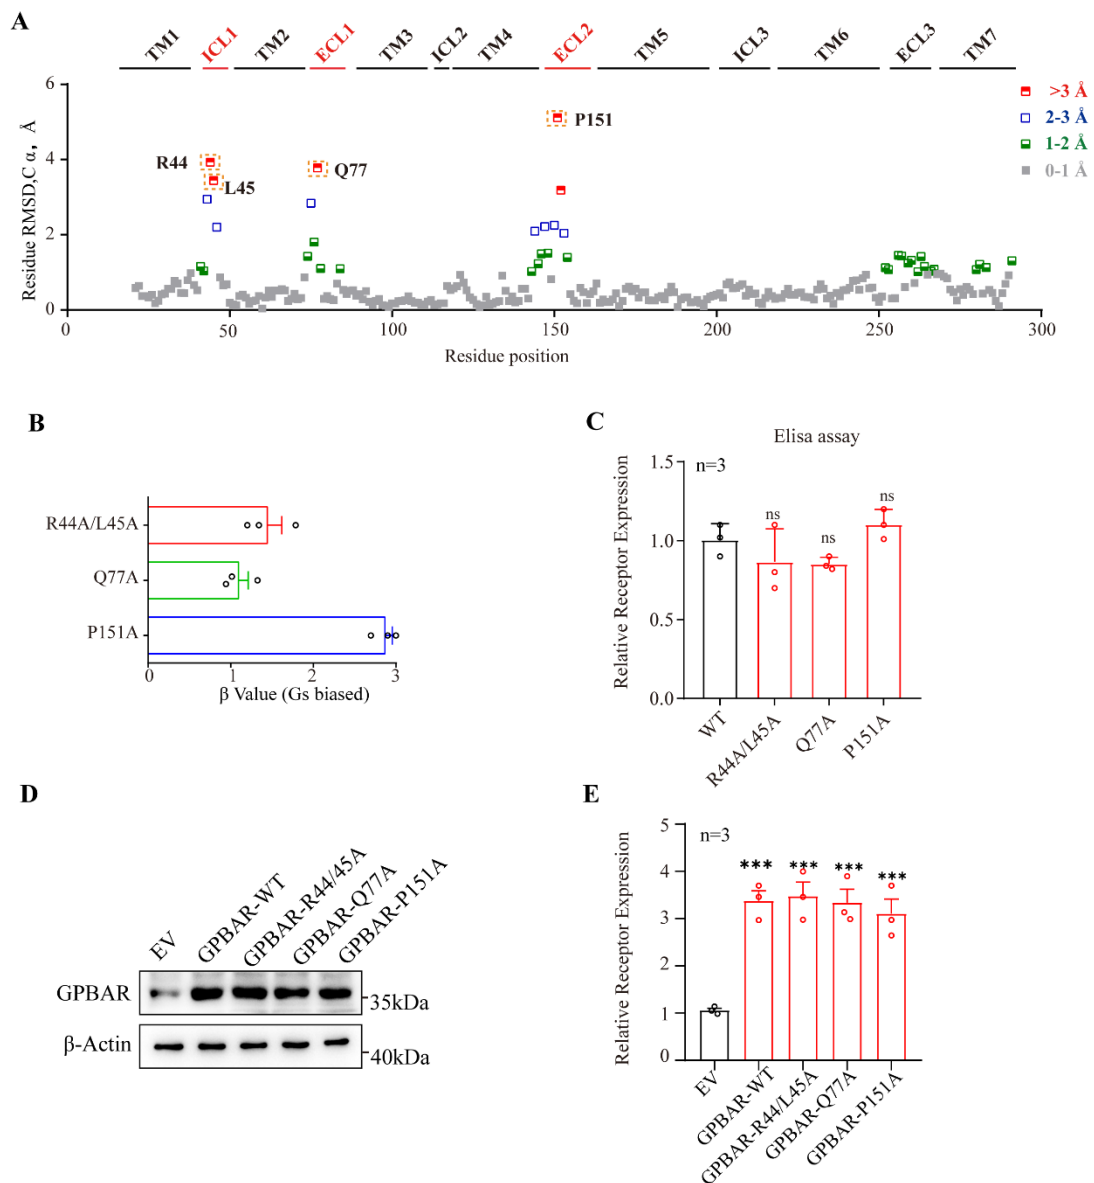 A
TM1 ICL1 TM2 ECL1 TM3 ICL2 TM4 ECL2 TM5 ICL3 TM6 ECL3 TM7
6
>3 Å
P151
2-3 Å
1-2 Å
4
R44
Q77
0-1 Å
L45
2
0
Residue RMSD,C α, Å
0 50 100 150 200 250 300
Residue position
B
R44A/L45A
Q77A
P151A
0 1 2 3
β Value (Gs biased)
C
Elisa assay
1.5
n=3
ns
ns
ns
1.0
0.5
0.0
Relative Receptor Expression
WT R44A/L45A Q77A P151A
D
EV GPBAR-WT GPBAR-R44/45A GPBAR-Q77A GPBAR-P151A
GPBAR
35kDa
β-Actin
40kDa
E
5
n=3
*** *** *** ***
4
3
2
1
0
Relative Receptor Expression
EV GPBAR-WT GPBAR-R44/L45A GPBAR-Q77A GPBAR-P151A